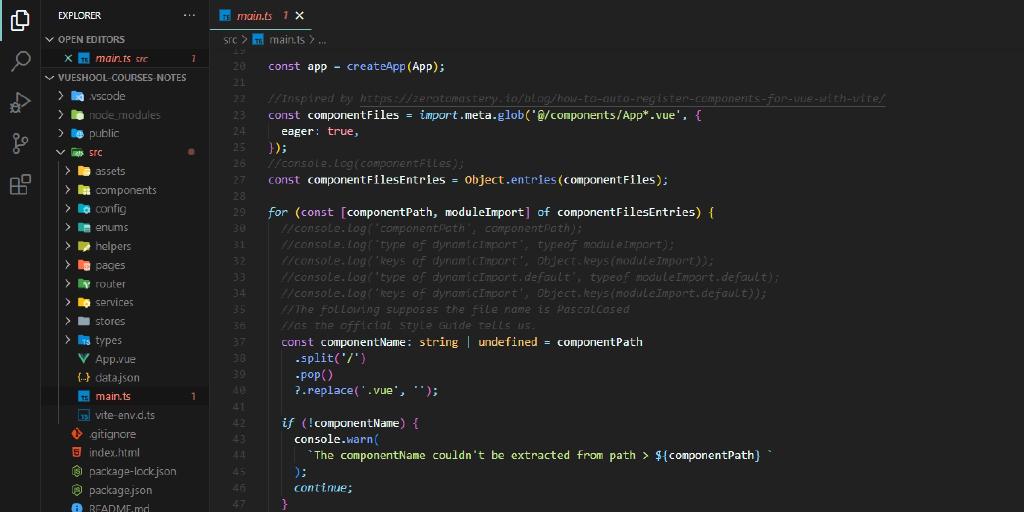 EXPLORER
OPEN EDITORS
main.ts src 1
VUESHOOL-COURSES-NOTES
.vscode
node_modules
public
src
assets
components
config
enums
helpers
pages
router
services
stores
types
App.vue
data.json
main.ts 1
vite-env.d.ts
.gitignore
index.html
package-lock.json
package.json
README.md
main.ts 1
src > main.ts > ...
19
20 const app = createApp(App);
21
22 //Inspired by https://zerotomastery.io/blog/how-to-auto-register-components-for-vue-with-vite/
23 const componentFiles = import.meta.glob('@/components/App*.vue', {
24 eager: true,
25 });
26 //console.log(componentFiles);
27 const componentFilesEntries = Object.entries(componentFiles);
28
29 for (const [componentPath, moduleImport] of componentFilesEntries) {
30 //console.log('componentPath', componentPath);
31 //console.log('type of dynamicImport', typeof moduleImport);
32 //console.log('keys of dynamicImport', Object.keys(moduleImport));
33 //console.log('type of dynamicImport.default', typeof moduleImport.default);
34 //console.log('keys of dynamicImport', Object.keys(moduleImport.default));
35 //The following supposes the file name is PascalCased
36 //as the official Style Guide tells us.
37 const componentName: string | undefined = componentPath
38 .split('/')
39 .pop()
40 ?.replace('.vue', '');
41
42 if (!componentName) {
43 console.warn(
44 `The componentName couldn't be extracted from path > ${componentPath} `
45 );
46 continue;
47 }